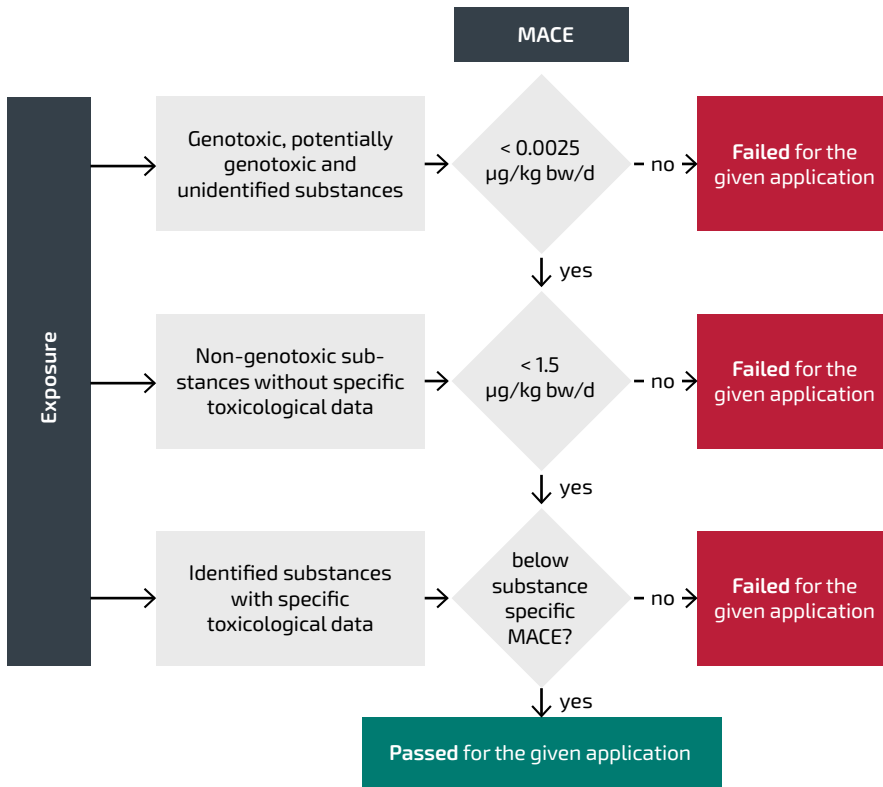 MACE
Exposure
Genotoxic, potentially
genotoxic and
unidentified substances
< 0.0025
µg/kg bw/d
no
Failed for the
given application
yes
Non-genotoxic sub-
stances without specific
toxicological data
< 1.5
µg/kg bw/d
no
Failed for the
given application
yes
Identified substances
with specific
toxicological data
below
substance
specific
MACE?
no
Failed for the
given application
yes
Passed for the given application